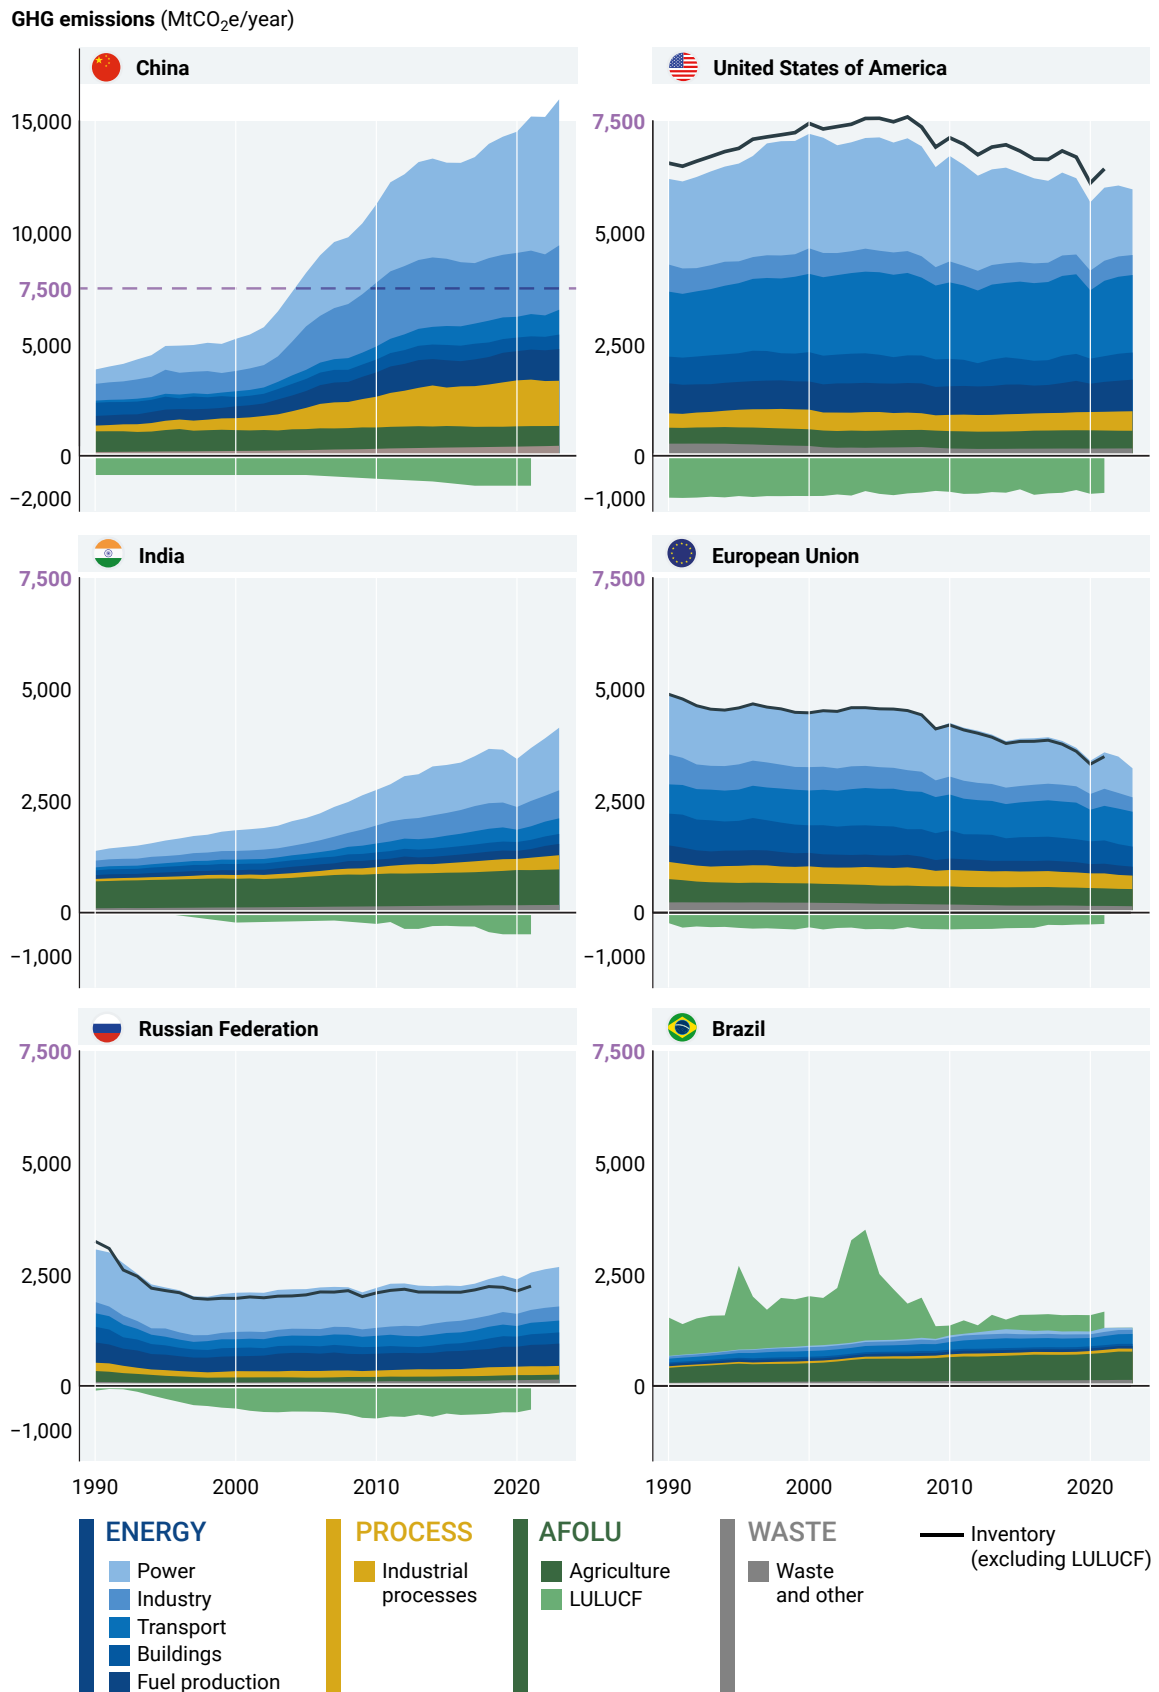 GHG emissions (MtCO₂e/year)
China
15,000
10,000
7,500
5,000
0
−2,000
United States of America
7,500
5,000
2,500
0
−1,000
India
7,500
5,000
2,500
0
−1,000
European Union
7,500
5,000
2,500
0
−1,000
Russian Federation
7,500
5,000
2,500
0
−1,000
1990
2000
2010
2020
Brazil
7,500
5,000
2,500
0
1990
2000
2010
2020
ENERGY
Power
Industry
Transport
Buildings
Fuel production
PROCESS
Industrial
processes
AFOLU
Agriculture
LULUCF
WASTE
Waste
and other
Inventory
(excluding LULUCF)